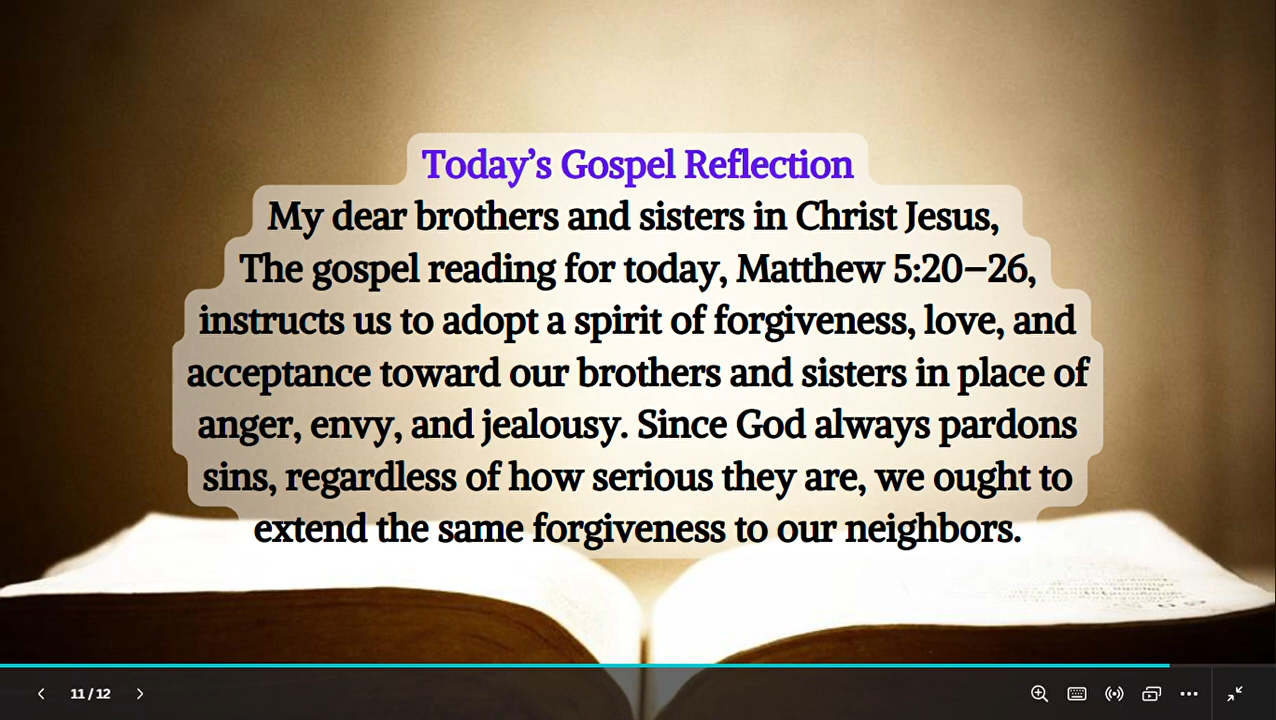 Today's Gospel Reflection
My dear brothers and sisters in Christ Jesus,
The gospel reading for today, Matthew 5:20–26,
instructs us to adopt a spirit of forgiveness, love, and
acceptance toward our brothers and sisters in place of
anger, envy, and jealousy. Since God always pardons
sins, regardless of how serious they are, we ought to
extend the same forgiveness to our neighbors.
11 / 12